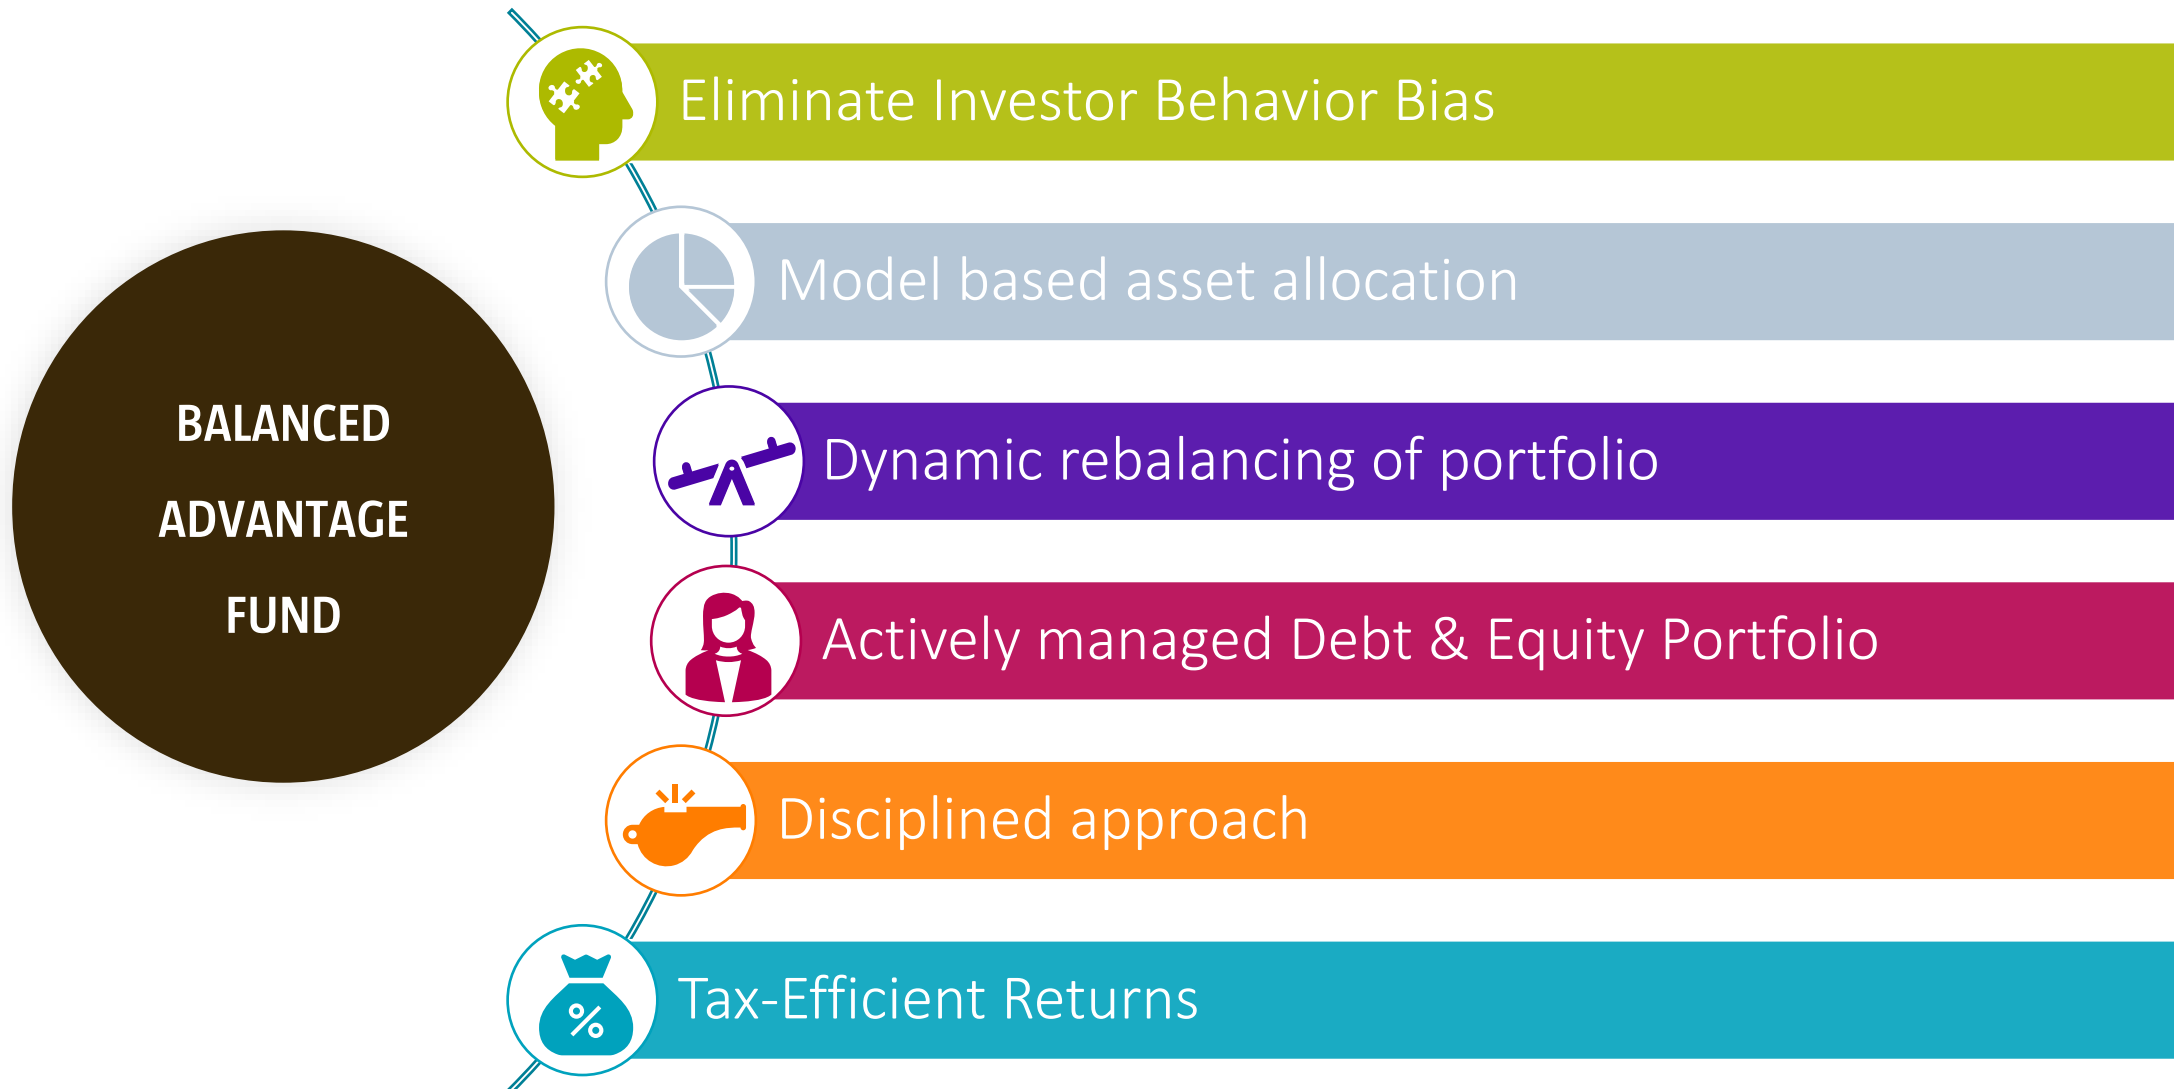 BALANCED
ADVANTAGE
FUND
Eliminate Investor Behavior Bias
Model based asset allocation
Dynamic rebalancing of portfolio
Actively managed Debt & Equity Portfolio
Disciplined approach
Tax-Efficient Returns
%